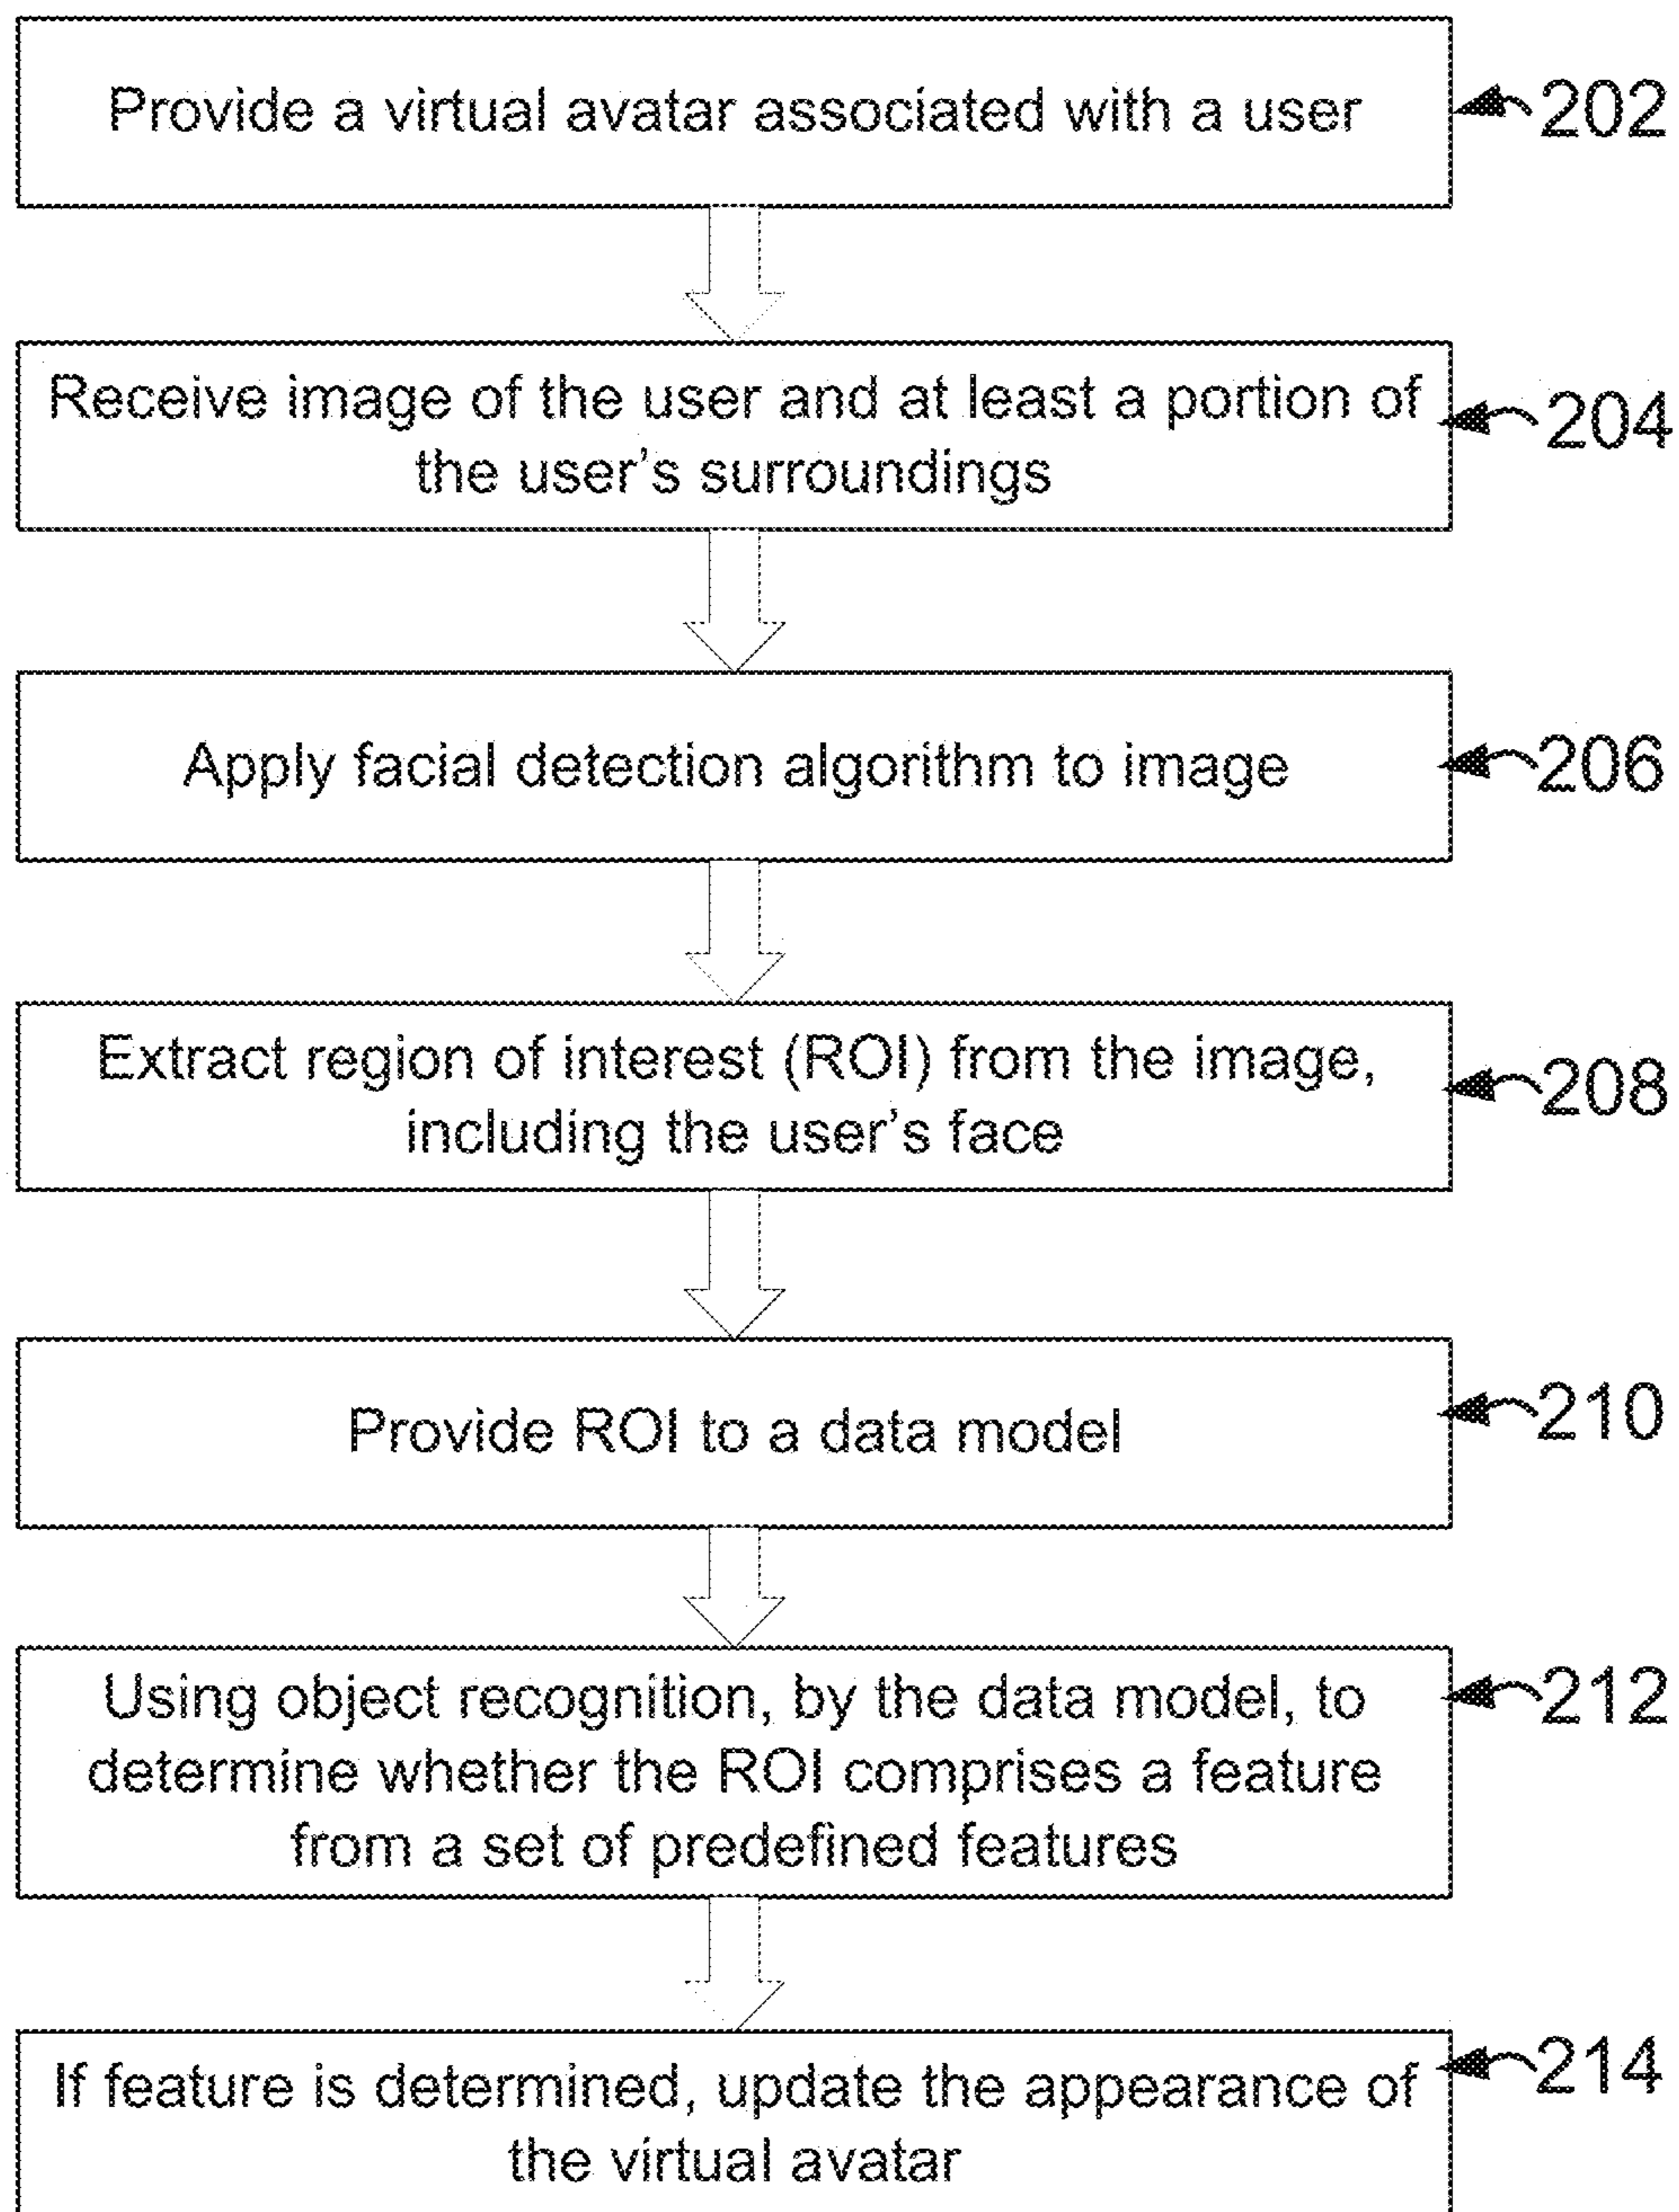 Provide a virtual avatar associated with a user
202
Receive image of the user and at least a portion of
the user's surroundings
204
Apply facial detection algorithm to image
206
Extract region of interest (ROI) from the image,
including the user's face
208
Provide ROI to a data model
210
Using object recognition, by the data model, to
determine whether the ROI comprises a feature
from a set of predefined features
212
If feature is determined, update the appearance of
the virtual avatar
214